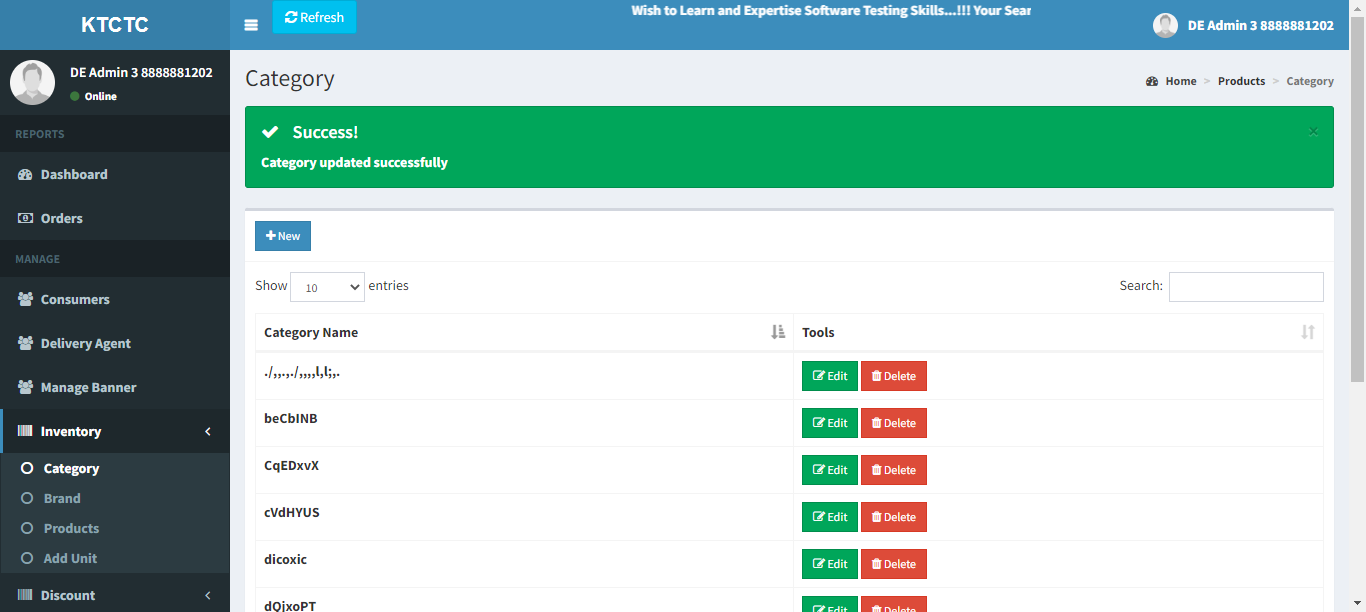 KTCTC
Refresh
Wish to Learn and Expertise Software Testing Skills...!!! Your Sear
DE Admin 3 8888881202
DE Admin 3 8888881202
Online
REPORTS
Dashboard
Orders
MANAGE
Consumers
Delivery Agent
Manage Banner
Inventory
Category
Brand
Products
Add Unit
Discount
Category
Home > Products > Category
Success!
×
Category updated successfully
New
Show 10 entries
Search:
Category Name Tools
./,,.,./,,,,l,l;,.
Edit Delete
beCbINB
Edit Delete
CqEDxvX
Edit Delete
cVdHYUS
Edit Delete
dicoxic
Edit Delete
dQjxoPT
Edit Delete